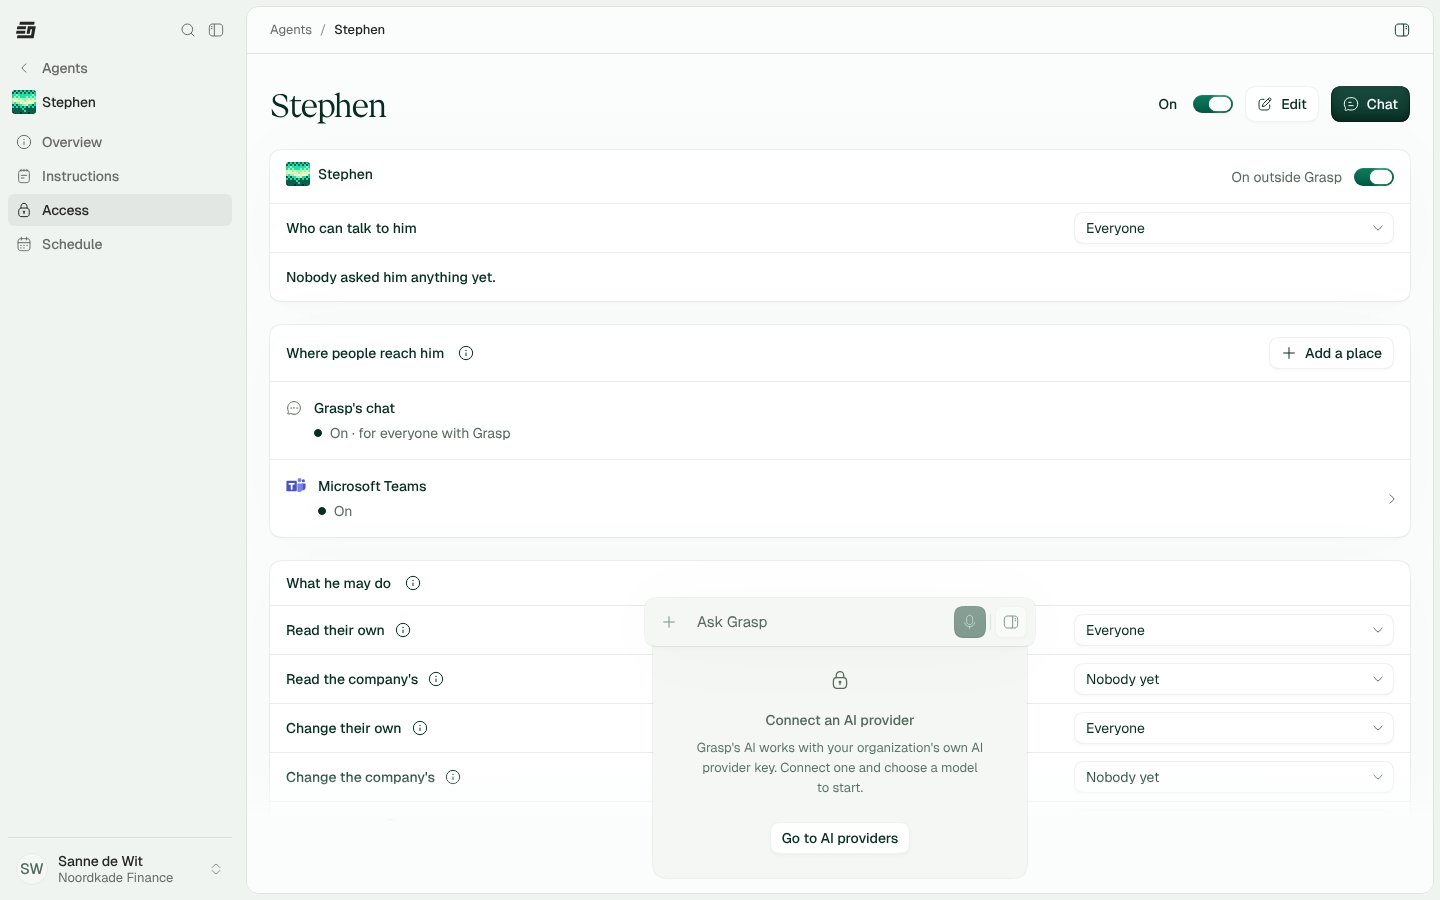 Agents / Stephen
Agents
Stephen
Overview
Instructions
Access
Schedule
Stephen
On
Edit
Chat
Stephen
On outside Grasp
Who can talk to him
Everyone
Nobody asked him anything yet.
Where people reach him
Add a place
Grasp's chat
On · for everyone with Grasp
Microsoft Teams
On
What he may do
Read their own
Everyone
Read the company's
Nobody yet
Change their own
Everyone
Change the company's
Nobody yet
Ask Grasp
Connect an AI provider
Grasp's AI works with your organization's own AI
provider key. Connect one and choose a model
to start.
Go to AI providers
SW
Sanne de Wit
Noordkade Finance